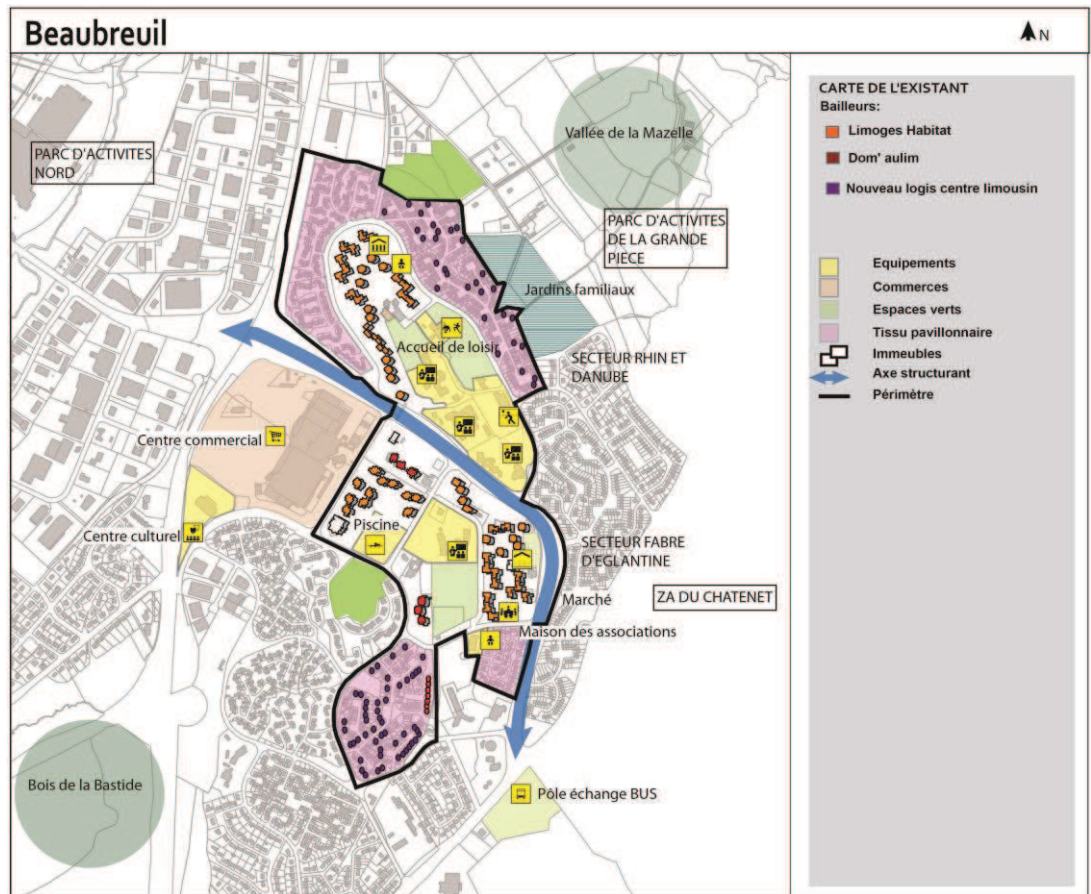 Beaubreuil
N
Vallée de la Mazelle
PARC D'ACTIVITES
NORD
PARC D'ACTIVITES
DE LA GRANDE
PIECE
Jardins familiaux
Accueil de loisir
SECTEUR RHIN ET
DANUBE
Centre commercial
Piscine
Centre culturel
SECTEUR FABRE
D'EGLANTINE
Marché
ZA DU CHATENET
Maison des associations
Bois de la Bastide
Pôle échange BUS
CARTE DE L'EXISTANT
Bailleurs:
Limoges Habitat
Dom' aulim
Nouveau logis centre limousin
Equipements
Commerces
Espaces verts
Tissu pavillonnaire
Immeubles
Axe structurant
Périmètre